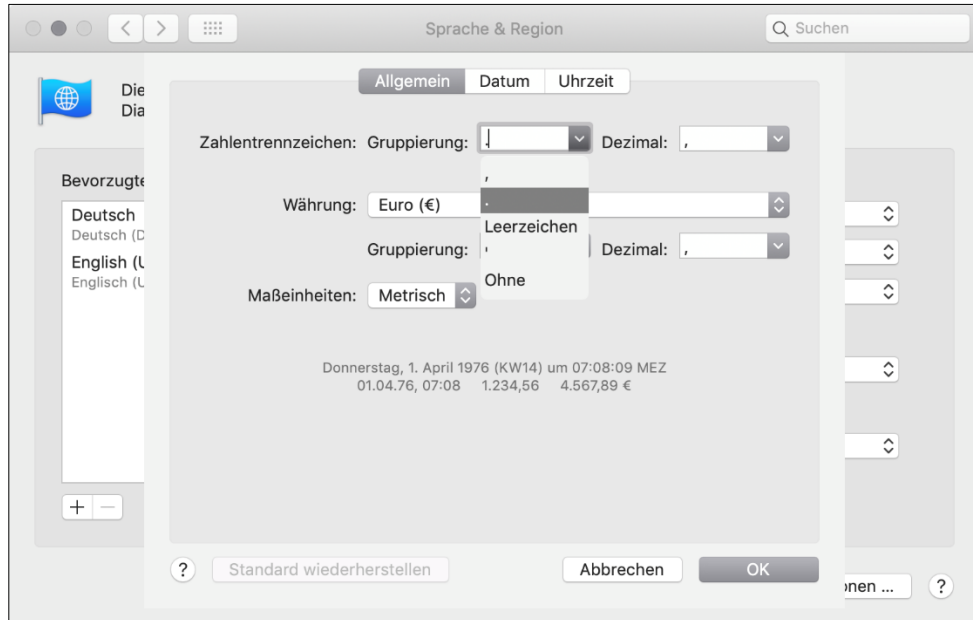 Sprache & Region
Suchen
Die
Dia
Allgemein Datum Uhrzeit
Zahlentrennzeichen: Gruppierung: . Dezimal: ,
,
.
Leerzeichen
'
Ohne
Währung: Euro (€)
Gruppierung: Dezimal: ,
Maßeinheiten: Metrisch
Donnerstag, 1. April 1976 (KW14) um 07:08:09 MEZ
01.04.76, 07:08 1.234,56 4.567,89 €
Bevorzugte
Deutsch
Deutsch (D
English (U
Englisch (U
+ −
? Standard wiederherstellen Abbrechen OK
onen ... ?